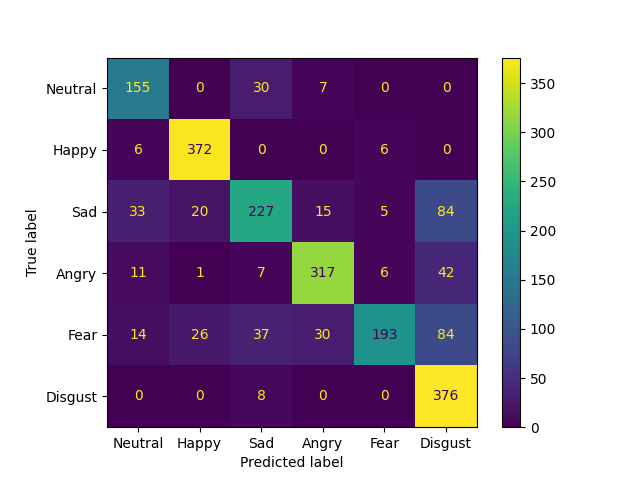 Neutral 155 0 30 7 0 0
Happy 6 372 0 0 6 0
Sad 33 20 227 15 5 84
Angry 11 1 7 317 6 42
Fear 14 26 37 30 193 84
Disgust 0 0 8 0 0 376
Neutral Happy Sad Angry Fear Disgust
Predicted label
True label
350
300
250
200
150
100
50
0